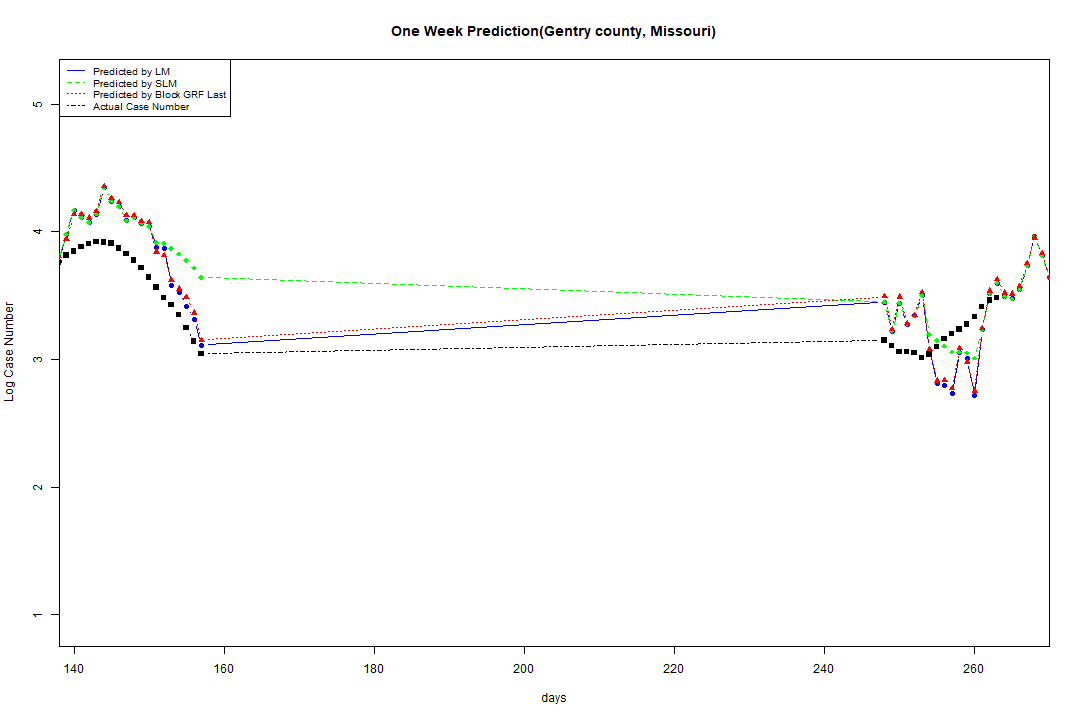 One Week Prediction(Gentry county, Missouri)
Predicted by LM
Predicted by SLM
Predicted by Block GRF Last
Actual Case Number
5
4
3
2
1
Log Case Number
140 160 180 200 220 240 260
days